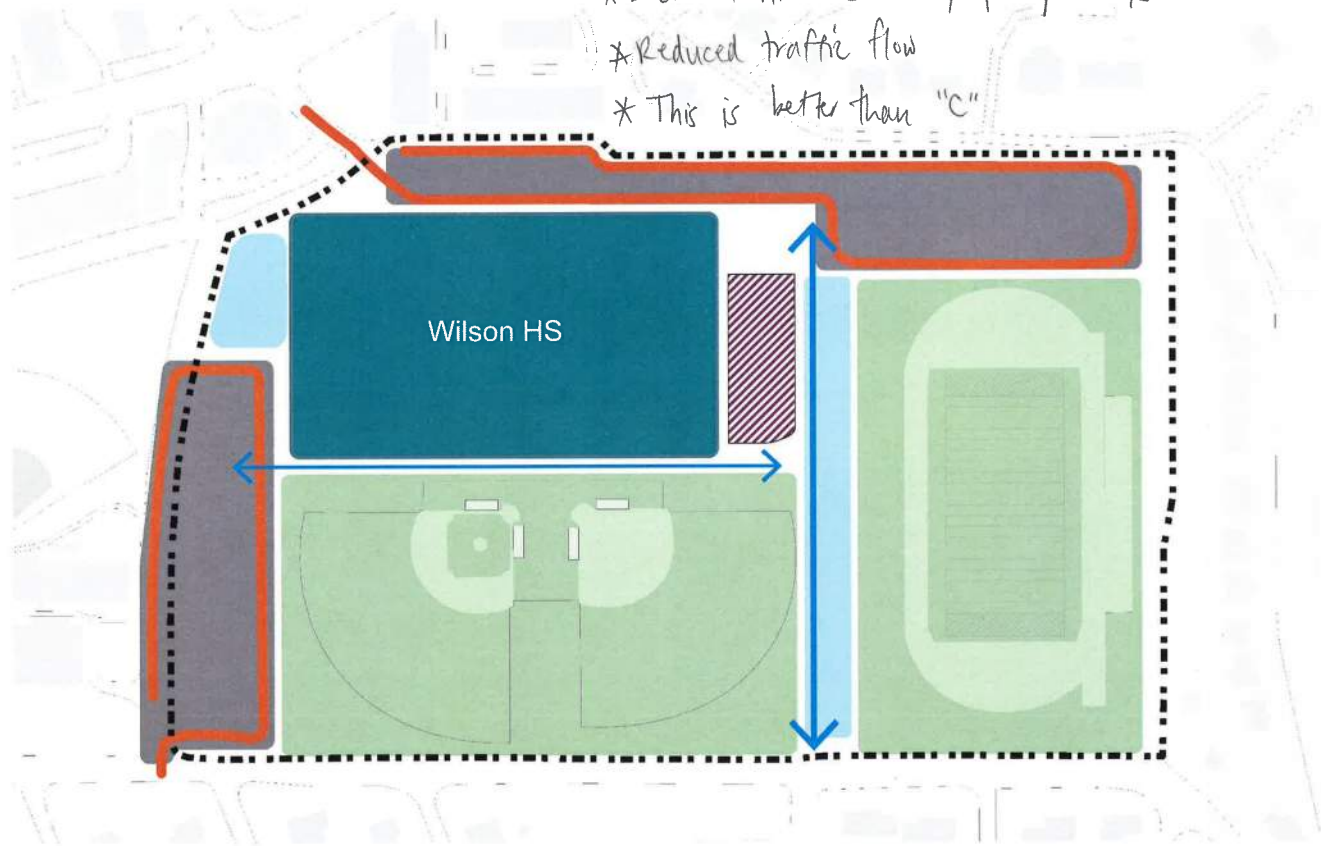 * Reduced traffic flow
* This is better than "C"
Wilson HS